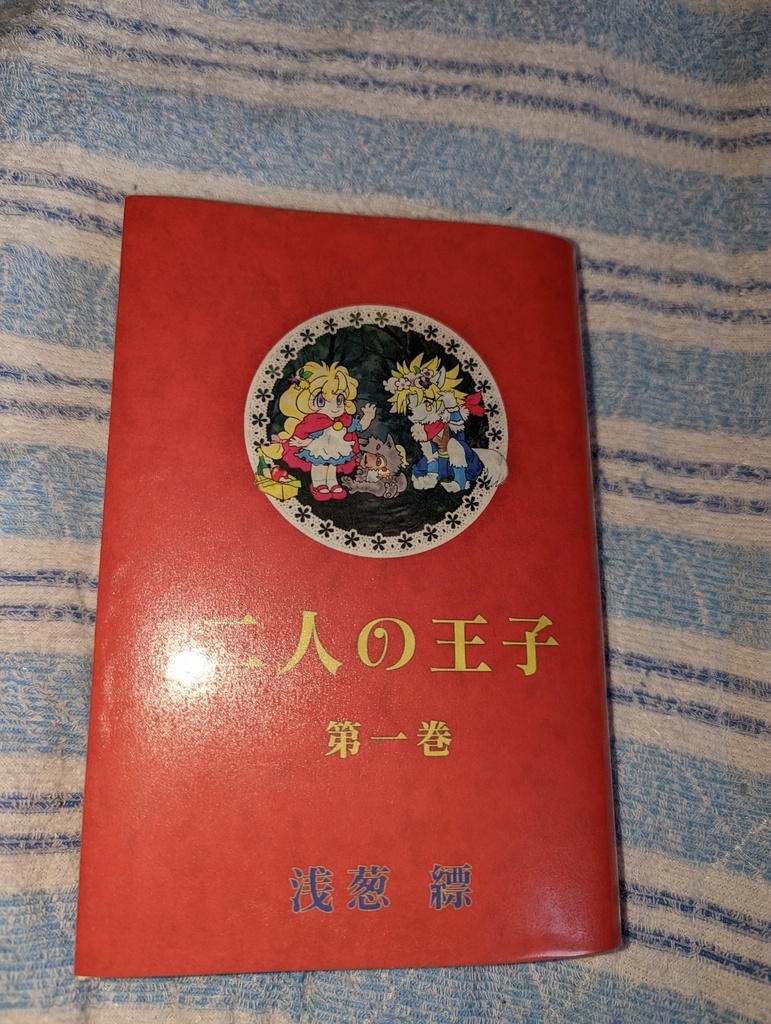 二人の王子
第一巻
浅葱 縹